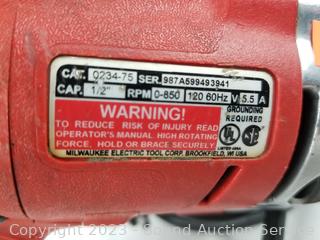 CAT. 0234-75 SER. 987A599493941
CAP. 1/2" RPM 0-850 120 60Hz V 5.5 A
GROUNDING
REQUIRED
WARNING!
TO REDUCE RISK OF INJURY READ
OPERATOR'S MANUAL HIGH ROTATING
FORCE. HOLD OR BRACE SECURELY
MILWAUKEE ELECTRIC TOOL CORP. BROOKFIELD, WI USA
Copyright 2023 - Sound Auction Service